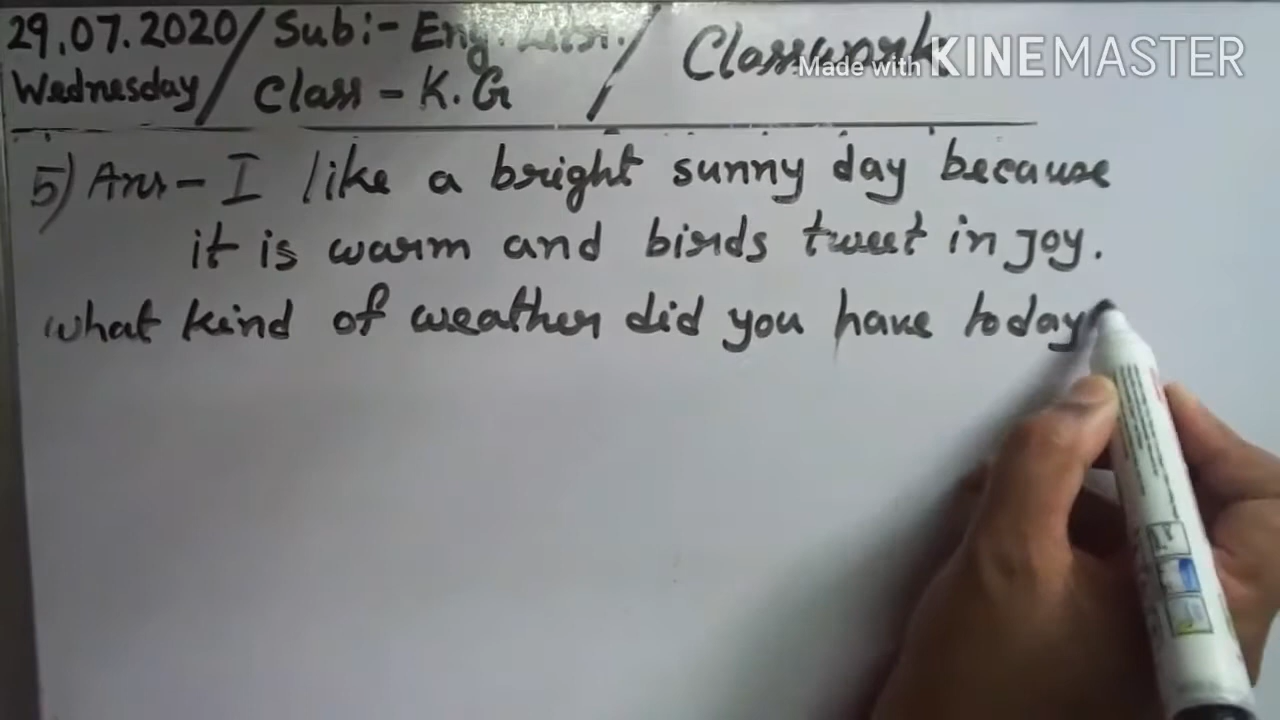 29.07.2020/ Sub:- Eng. / Classwork
Wednesday/ Class - K.G
Made with KINEMASTER
5) Ans - I like a bright sunny day because
it is warm and birds tweet in joy.
what kind of weather did you have today